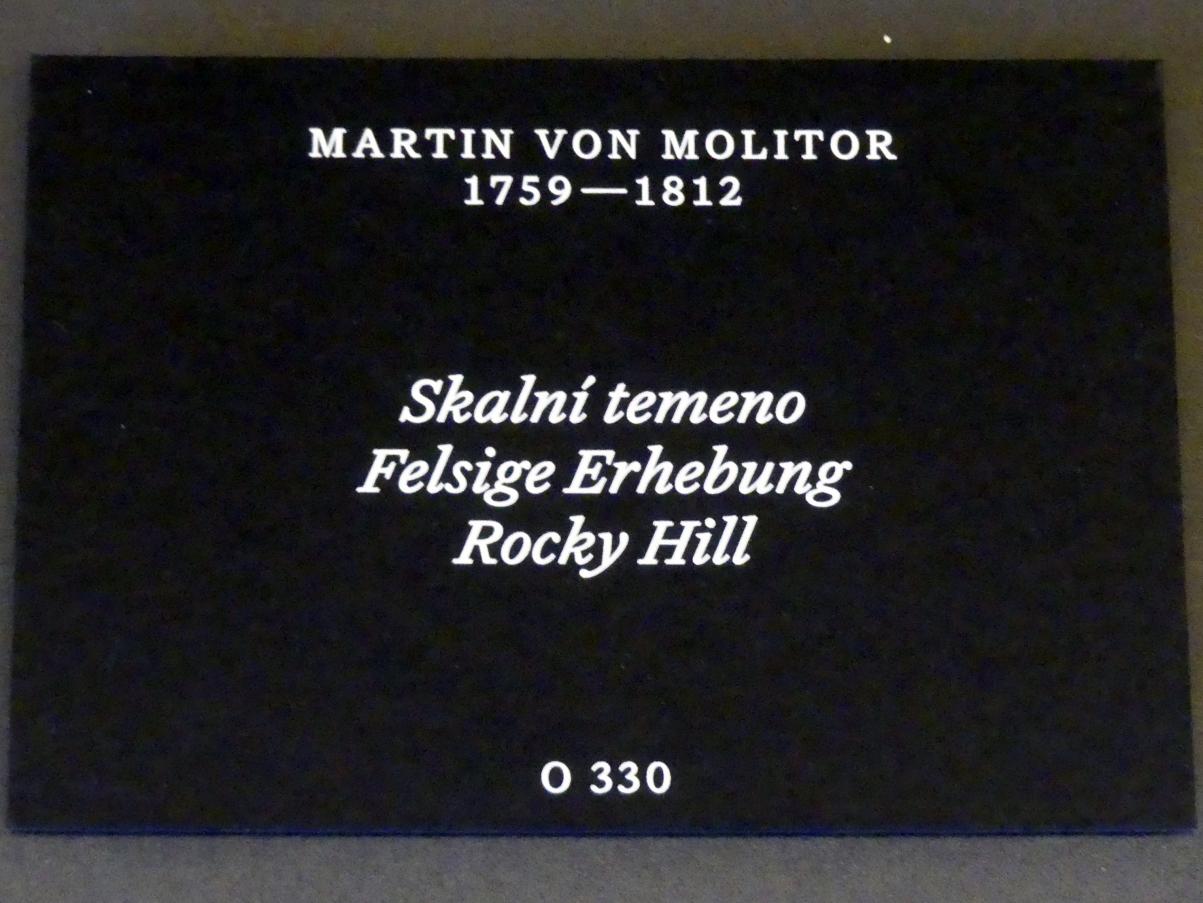 MARTIN VON MOLITOR
1759—1812
Skalní temeno
Felsige Erhebung
Rocky Hill
O 330